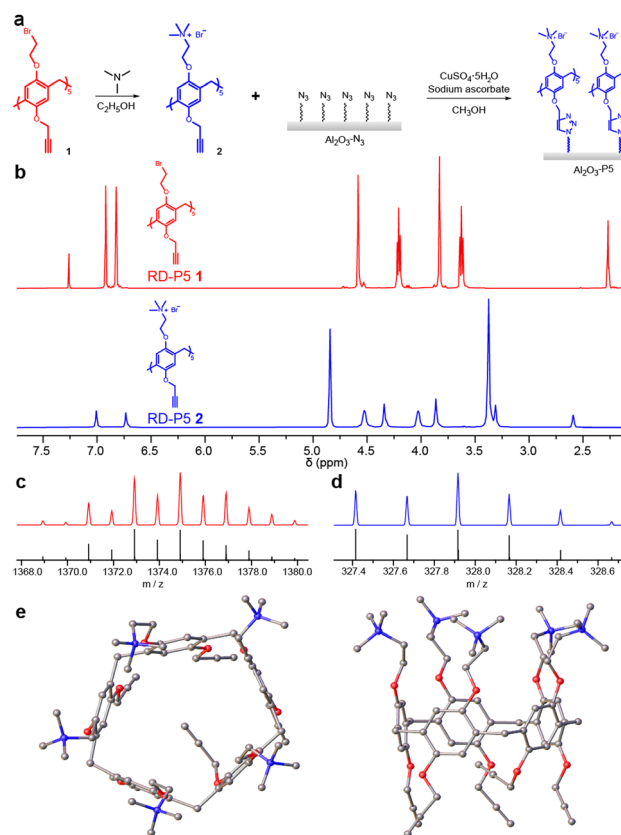 a
Br
O
5
O
1
N
C₂H₅OH
N⁺ Br⁻
O
5
O
2
+
N₃ N₃ N₃ N₃ N₃
Al₂O₃-N₃
CuSO₄·5H₂O
Sodium ascorbate
CH₃OH
N⁺ Br⁻ N⁺ Br⁻
O O
5
O O
N N
N N
N N
Al₂O₃-P5
b
Br
O
5
O
RD-P5 1
N⁺ Br⁻
O
5
O
RD-P5 2
7.5 7.0 6.5 6.0 5.5 5.0 4.5 4.0 3.5 3.0 2.5
δ (ppm)
c
1368.0 1370.0 1372.0 1374.0 1376.0 1378.0 1380.0
m / z
d
327.4 327.6 327.8 328.0 328.2 328.4 328.6
m / z
e